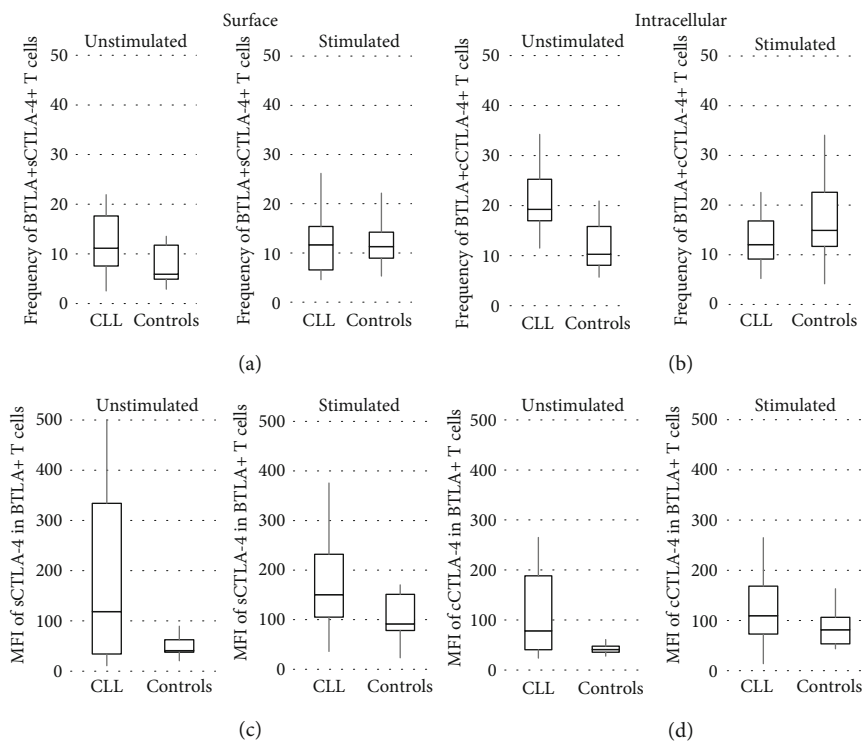 Surface
Intracellular
Unstimulated
Stimulated
Unstimulated
Stimulated
Frequency of BTLA+sCTLA-4+ T cells
50
40
30
20
10
0
CLL Controls
Frequency of BTLA+sCTLA-4+ T cells
50
40
30
20
10
0
CLL Controls
Frequency of BTLA+cCTLA-4+ T cells
50
40
30
20
10
0
CLL Controls
Frequency of BTLA+cCTLA-4+ T cells
50
40
30
20
10
0
CLL Controls
(a)
(b)
Unstimulated
Stimulated
Unstimulated
Stimulated
MFI of sCTLA-4 in BTLA+ T cells
500
400
300
200
100
0
CLL Controls
MFI of sCTLA-4 in BTLA+ T cells
500
400
300
200
100
0
CLL Controls
MFI of cCTLA-4 in BTLA+ T cells
500
400
300
200
100
0
CLL Controls
MFI of cCTLA-4 in BTLA+ T cells
500
400
300
200
100
0
CLL Controls
(c)
(d)